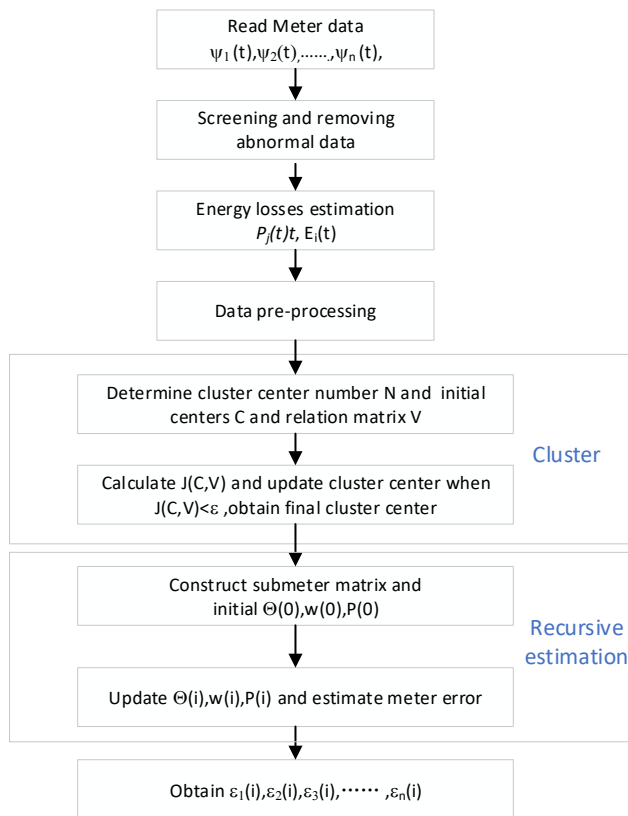 Read Meter data
ψ₁(t),ψ₂(t),......,ψₙ(t),
Screening and removing
abnormal data
Energy losses estimation
Pⱼ(t)t, Eᵢ(t)
Data pre-processing
Determine cluster center number N and initial
centers C and relation matrix V
Calculate J(C,V) and update cluster center when
J(C,V)<ε ,obtain final cluster center
Cluster
Construct submeter matrix and
initial Θ(0),w(0),P(0)
Update Θ(i),w(i),P(i) and estimate meter error
Recursive
estimation
Obtain ε₁(i),ε₂(i),ε₃(i),⋯⋯ ,εₙ(i)